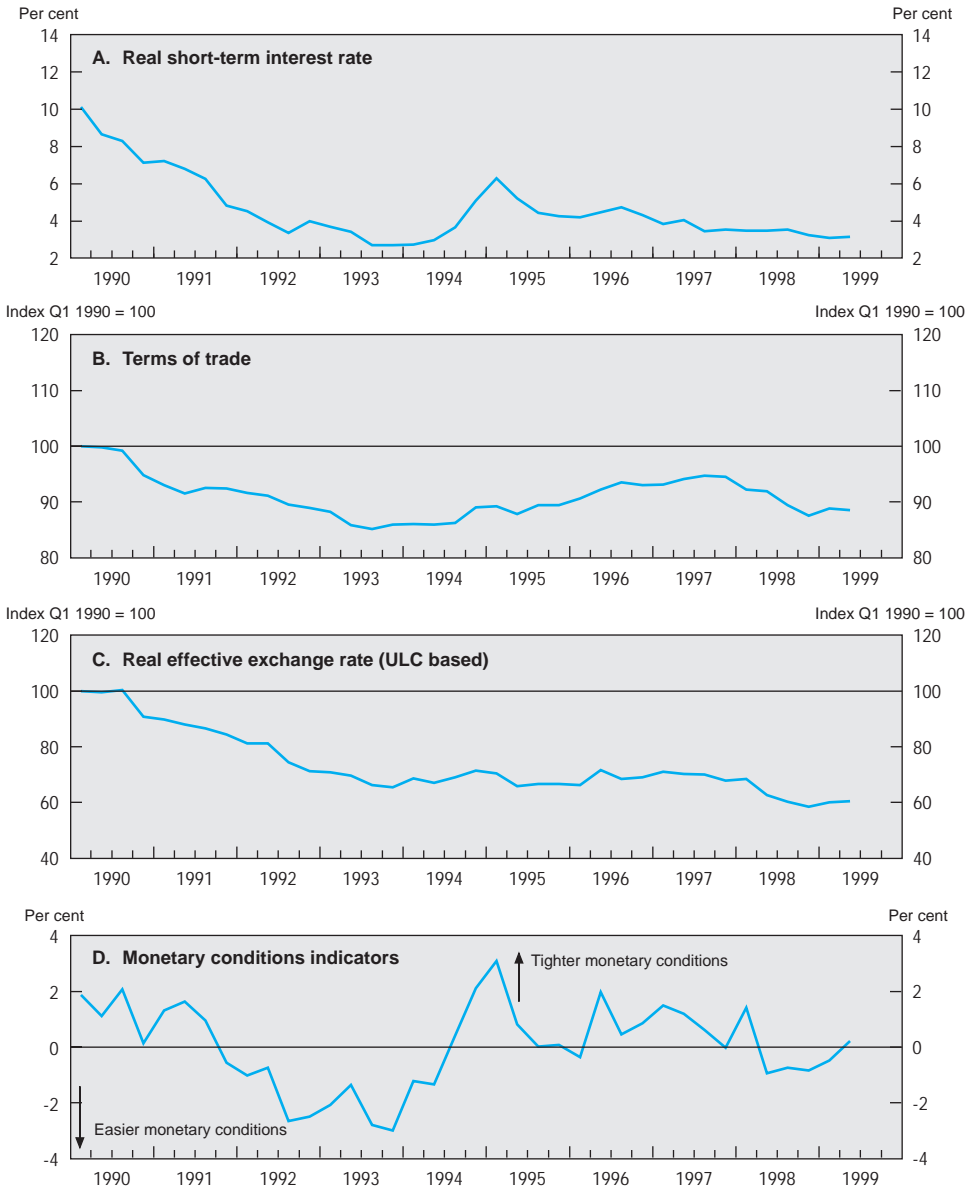 Per cent Per cent
14 14
A. Real short-term interest rate
12 12
10 10
8 8
6 6
4 4
2 2
1990 1991 1992 1993 1994 1995 1996 1997 1998 1999
Index Q1 1990 = 100 Index Q1 1990 = 100
120 120
B. Terms of trade
110 110
100 100
90 90
80 80
1990 1991 1992 1993 1994 1995 1996 1997 1998 1999
Index Q1 1990 = 100 Index Q1 1990 = 100
120 120
C. Real effective exchange rate (ULC based)
100 100
80 80
60 60
40 40
1990 1991 1992 1993 1994 1995 1996 1997 1998 1999
Per cent Per cent
4 4
D. Monetary conditions indicators
Tighter monetary conditions
2 2
0 0
-2 -2
Easier monetary conditions
-4 -4
1990 1991 1992 1993 1994 1995 1996 1997 1998 1999